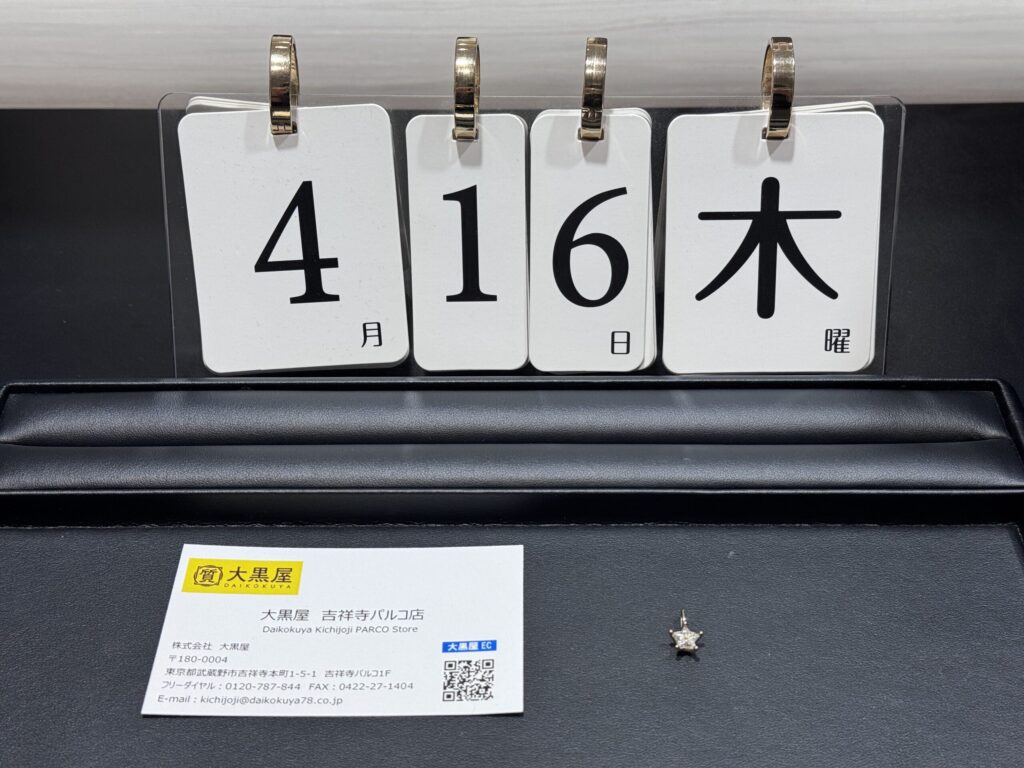 4月
16日
木曜
質 大黒屋
DAIKOKUYA
大黒屋 吉祥寺パルコ店
Daikokuya Kichijoji PARCO Store
株式会社 大黒屋
〒180-0004
東京都武蔵野市吉祥寺本町1-5-1 吉祥寺パルコ1F
フリーダイヤル：0120-787-844 FAX：0422-27-1404
E-mail：kichijoji@daikokuya78.co.jp
大黒屋 EC